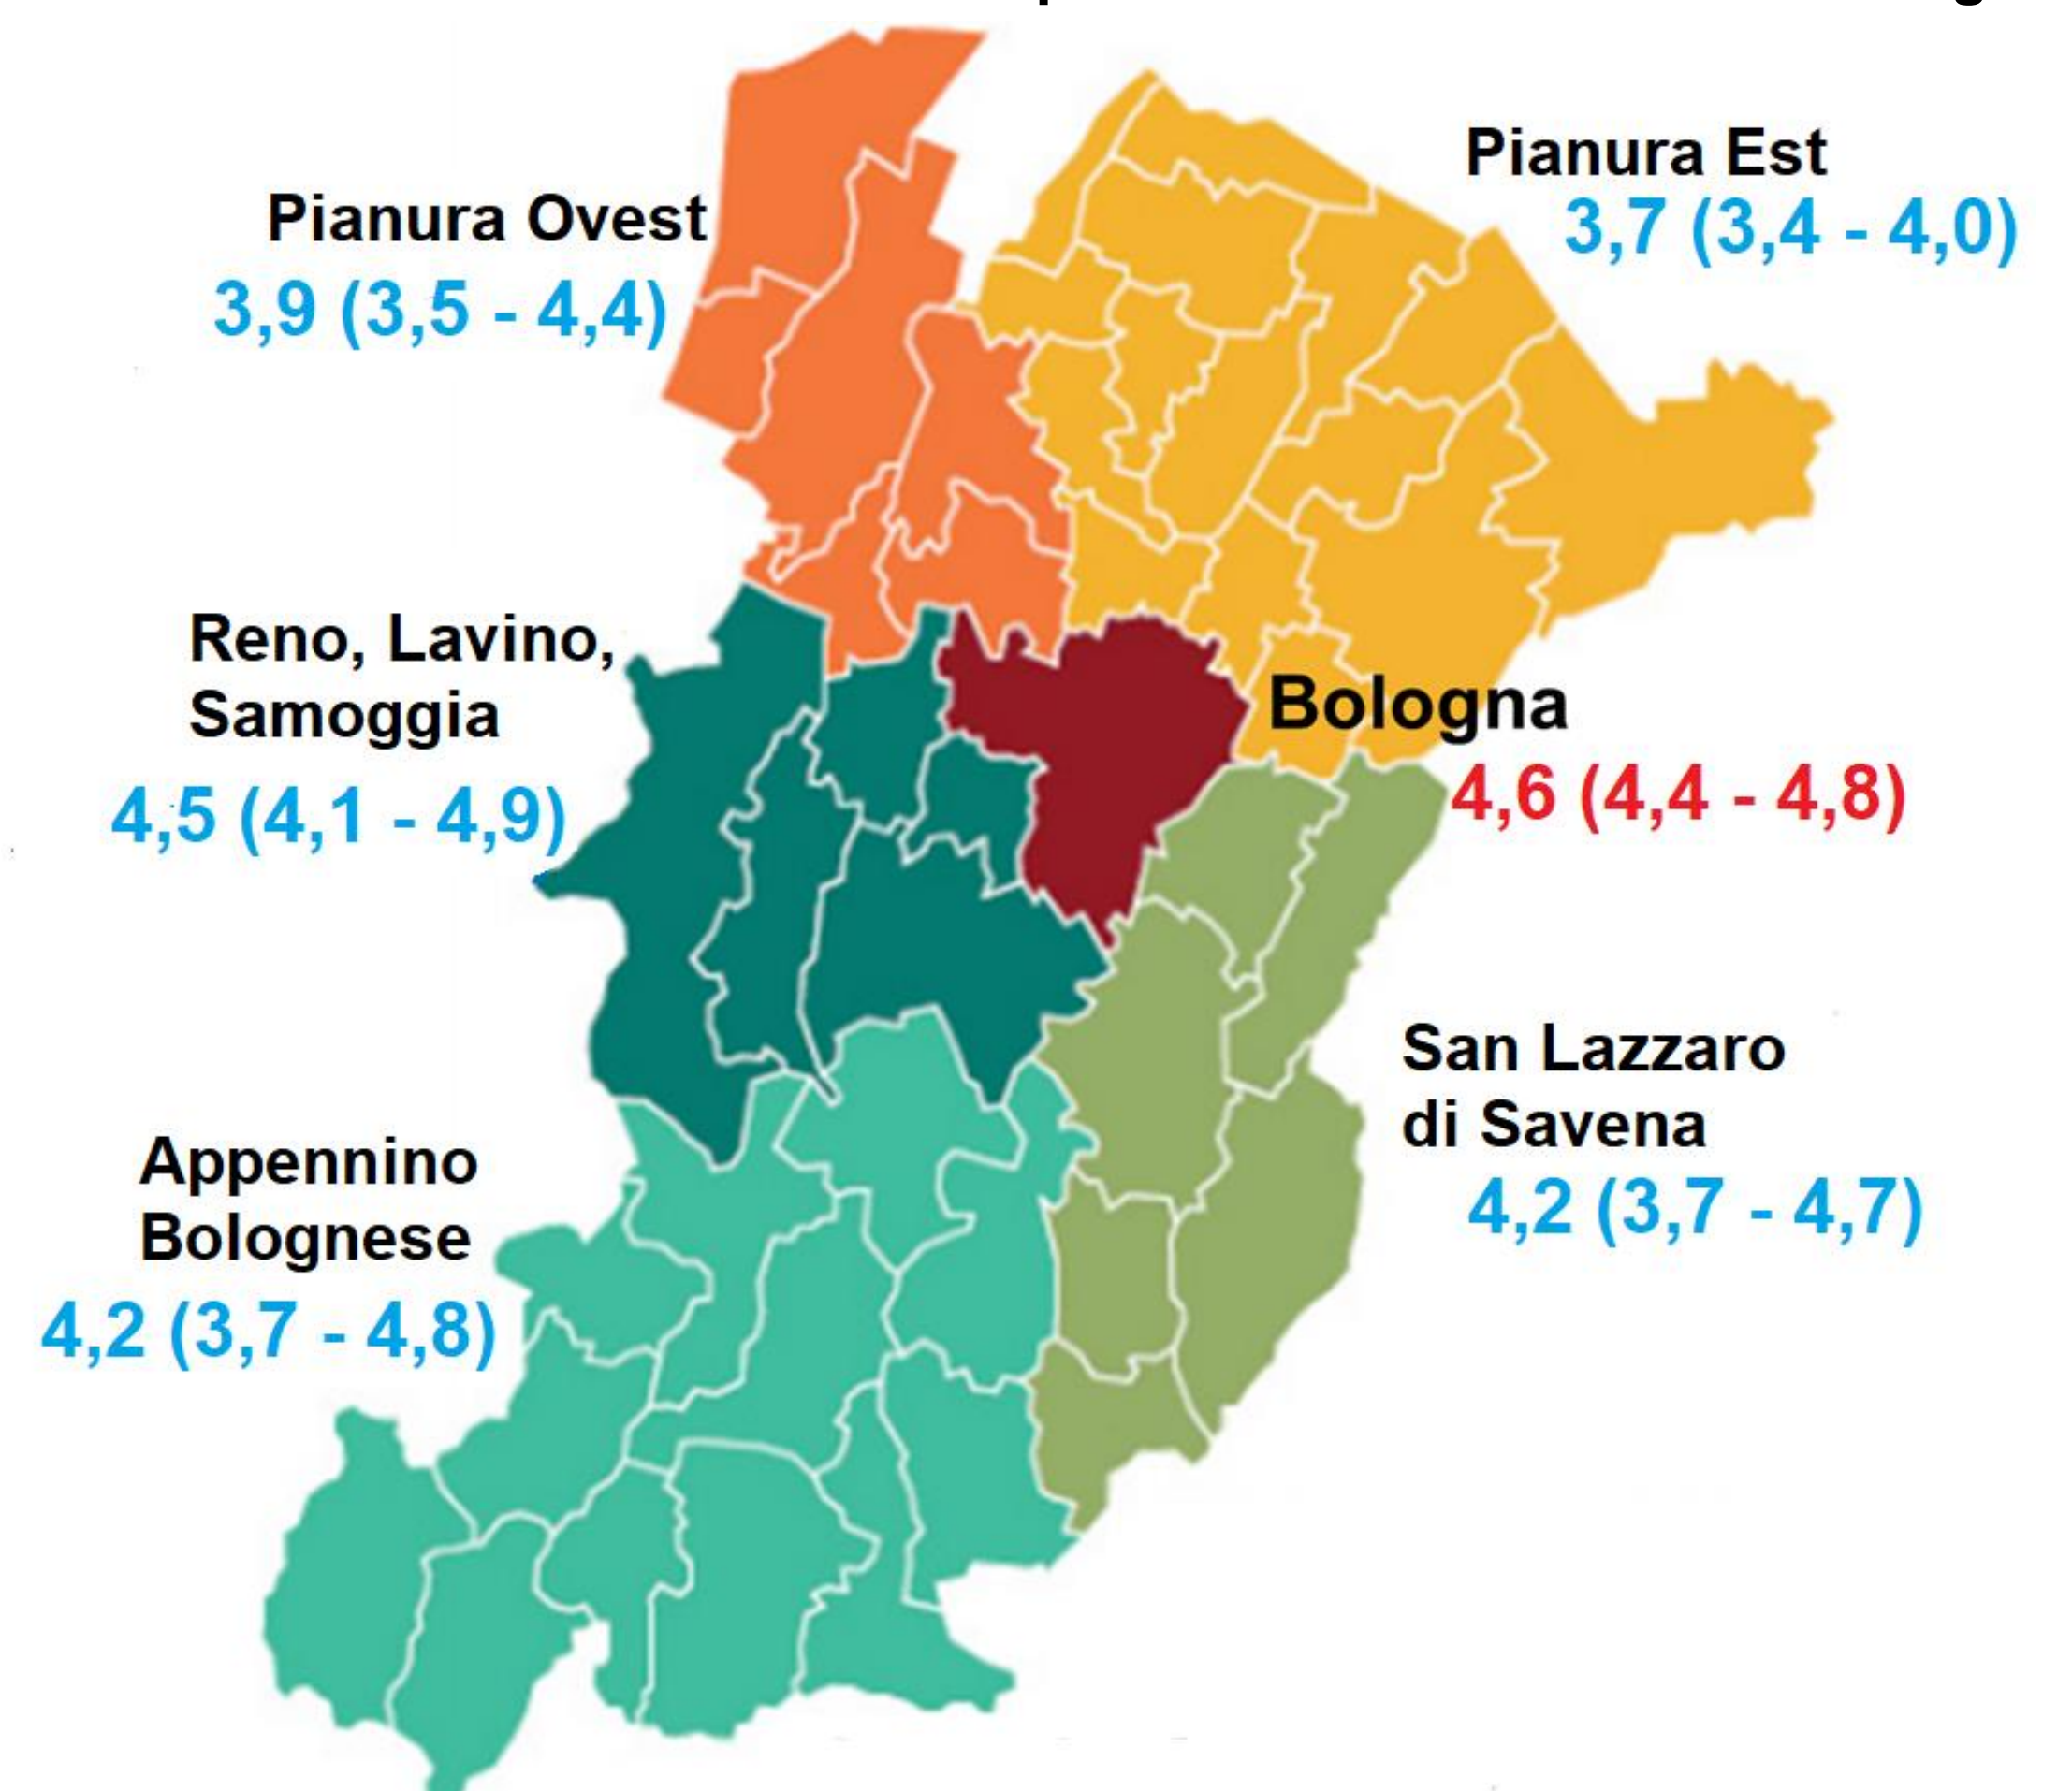 Pianura Est
3,7 (3,4 - 4,0)
Pianura Ovest
3,9 (3,5 - 4,4)
Reno, Lavino,
Samoggia
4,5 (4,1 - 4,9)
Bologna
4,6 (4,4 - 4,8)
San Lazzaro
di Savena
4,2 (3,7 - 4,7)
Appennino
Bolognese
4,2 (3,7 - 4,8)